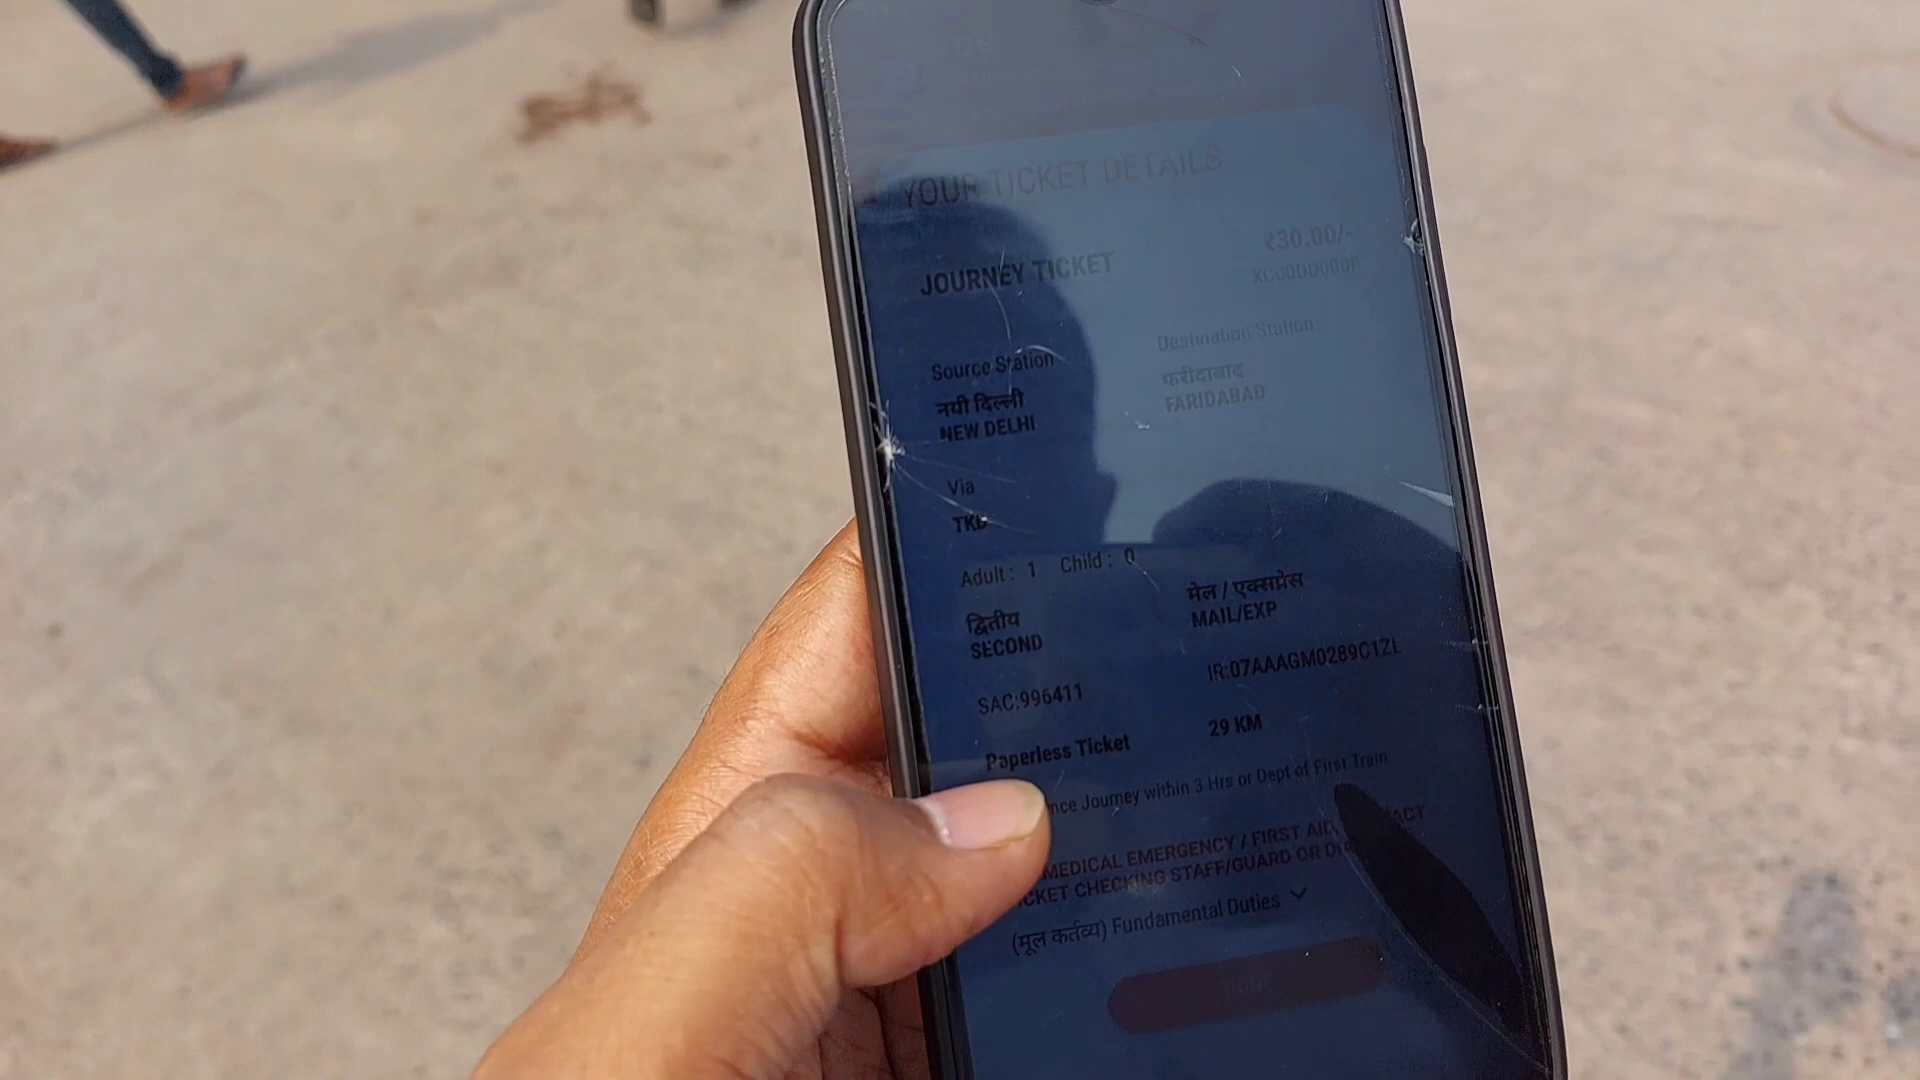 YOUR TICKET DETAILS
JOURNEY TICKET
₹30.00/-
Source Station
Destination Station
नयी दिल्ली
NEW DELHI
फरीदाबाद
FARIDABAD
Via
TKD
Adult : 1 Child : 0
द्वितीय
SECOND
मेल / एक्सप्रेस
MAIL/EXP
SAC:996411
IR:07AAAGM0289C1ZL
Paperless Ticket
29 KM
Journey within 3 Hrs or Dept of First Train
MEDICAL EMERGENCY / FIRST AID,
CHECKING STAFF/GUARD OR
(मूल कर्तव्य) Fundamental Duties